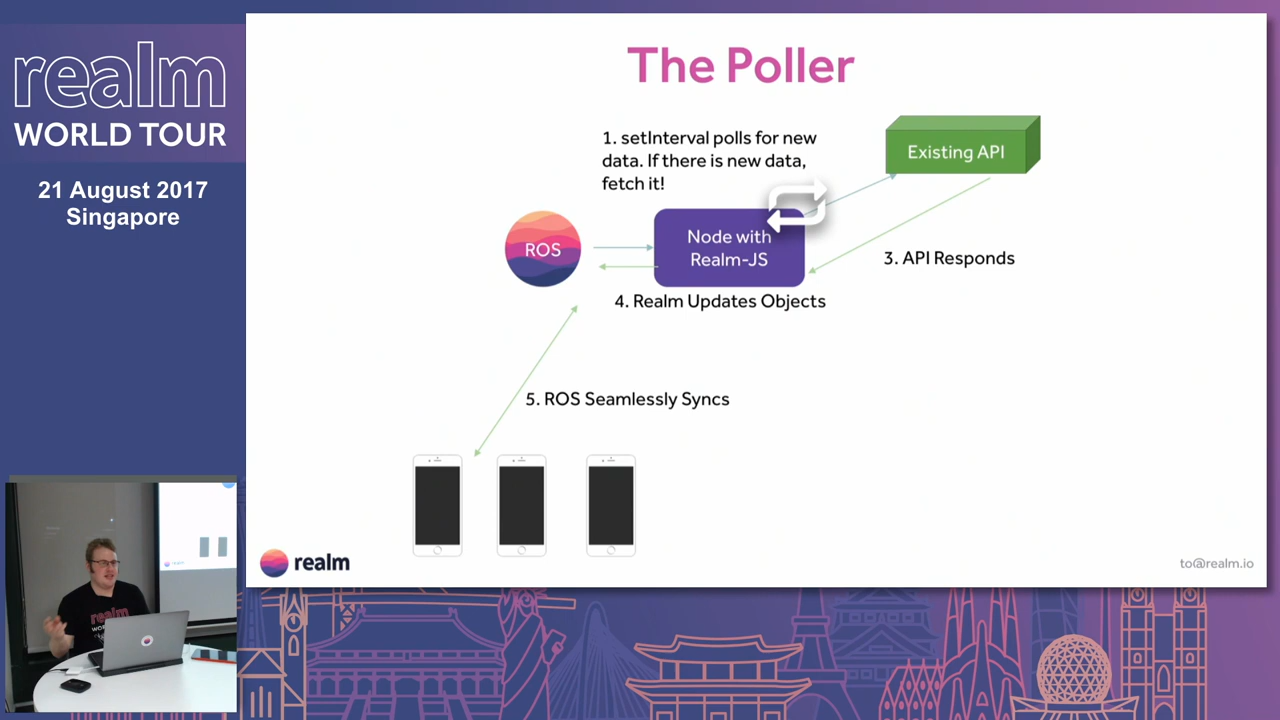 realm
WORLD TOUR
21 August 2017
Singapore
The Poller
1. setInterval polls for new
data. If there is new data,
fetch it!
Existing API
ROS
Node with
Realm-JS
3. API Responds
4. Realm Updates Objects
5. ROS Seamlessly Syncs
realm
to@realm.io
realm